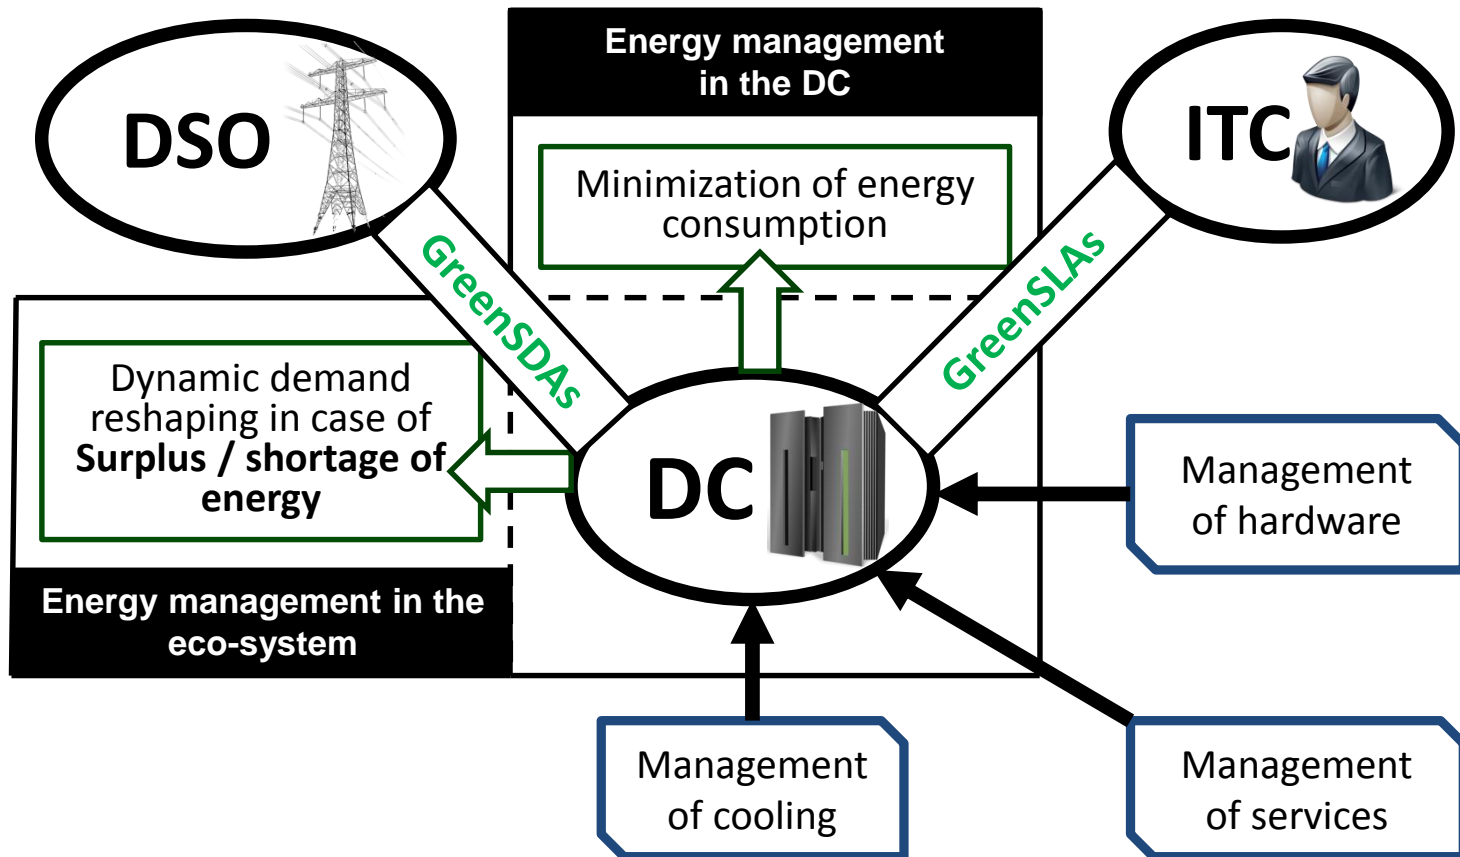 Energy management
in the DC
DSO
ITC
Minimization of energy
consumption
GreenSDAs
GreenSLAs
Dynamic demand
reshaping in case of
Surplus / shortage of
energy
DC
Management
of hardware
Energy management in the
eco-system
Management
of cooling
Management
of services